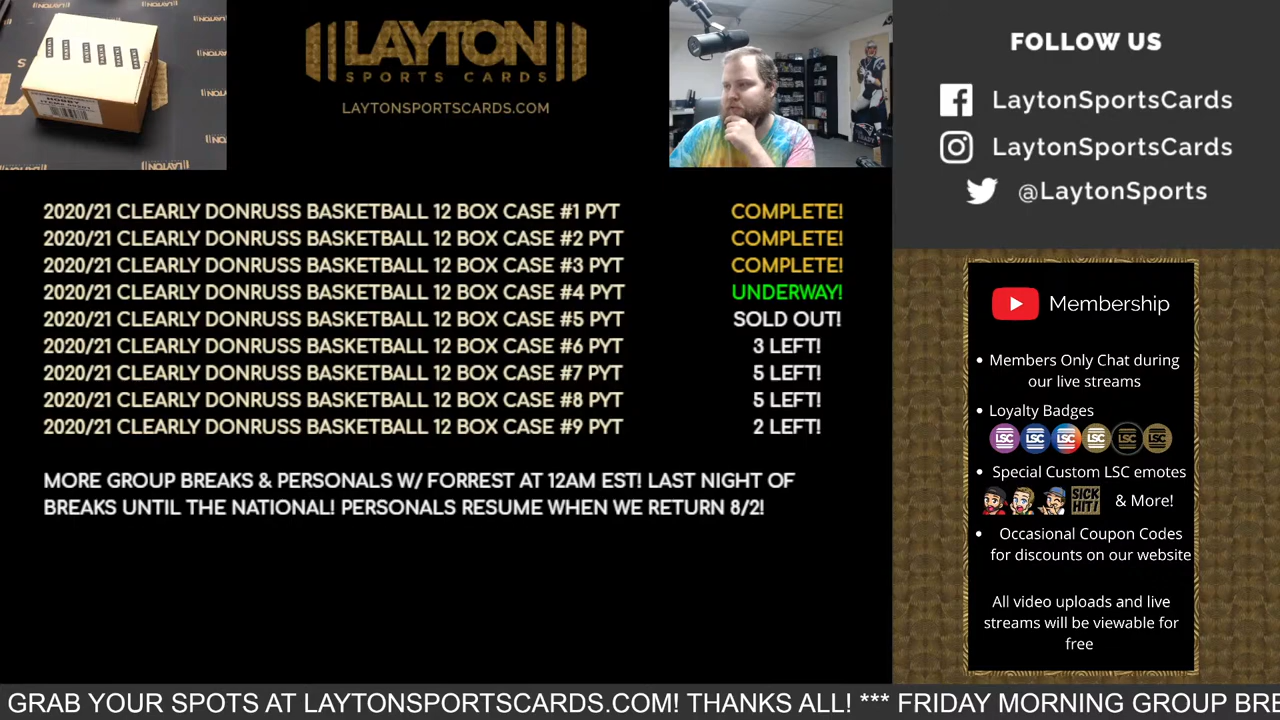 LAYTON
SPORTS CARDS
LAYTONSPORTSCARDS.COM
FOLLOW US
LaytonSportsCards
LaytonSportsCards
@LaytonSports
2020/21 CLEARLY DONRUSS BASKETBALL 12 BOX CASE #1 PYT COMPLETE!
2020/21 CLEARLY DONRUSS BASKETBALL 12 BOX CASE #2 PYT COMPLETE!
2020/21 CLEARLY DONRUSS BASKETBALL 12 BOX CASE #3 PYT COMPLETE!
2020/21 CLEARLY DONRUSS BASKETBALL 12 BOX CASE #4 PYT UNDERWAY!
2020/21 CLEARLY DONRUSS BASKETBALL 12 BOX CASE #5 PYT SOLD OUT!
2020/21 CLEARLY DONRUSS BASKETBALL 12 BOX CASE #6 PYT 3 LEFT!
2020/21 CLEARLY DONRUSS BASKETBALL 12 BOX CASE #7 PYT 5 LEFT!
2020/21 CLEARLY DONRUSS BASKETBALL 12 BOX CASE #8 PYT 5 LEFT!
2020/21 CLEARLY DONRUSS BASKETBALL 12 BOX CASE #9 PYT 2 LEFT!
MORE GROUP BREAKS & PERSONALS W/ FORREST AT 12AM EST! LAST NIGHT OF
BREAKS UNTIL THE NATIONAL! PERSONALS RESUME WHEN WE RETURN 8/2!
Membership
• Members Only Chat during
our live streams
• Loyalty Badges
LSC LSC LSC LSC LSC LSC
• Special Custom LSC emotes
SICK HIT! & More!
• Occasional Coupon Codes
for discounts on our website
All video uploads and live
streams will be viewable for
free
GRAB YOUR SPOTS AT LAYTONSPORTSCARDS.COM! THANKS ALL! *** FRIDAY MORNING GROUP BRE